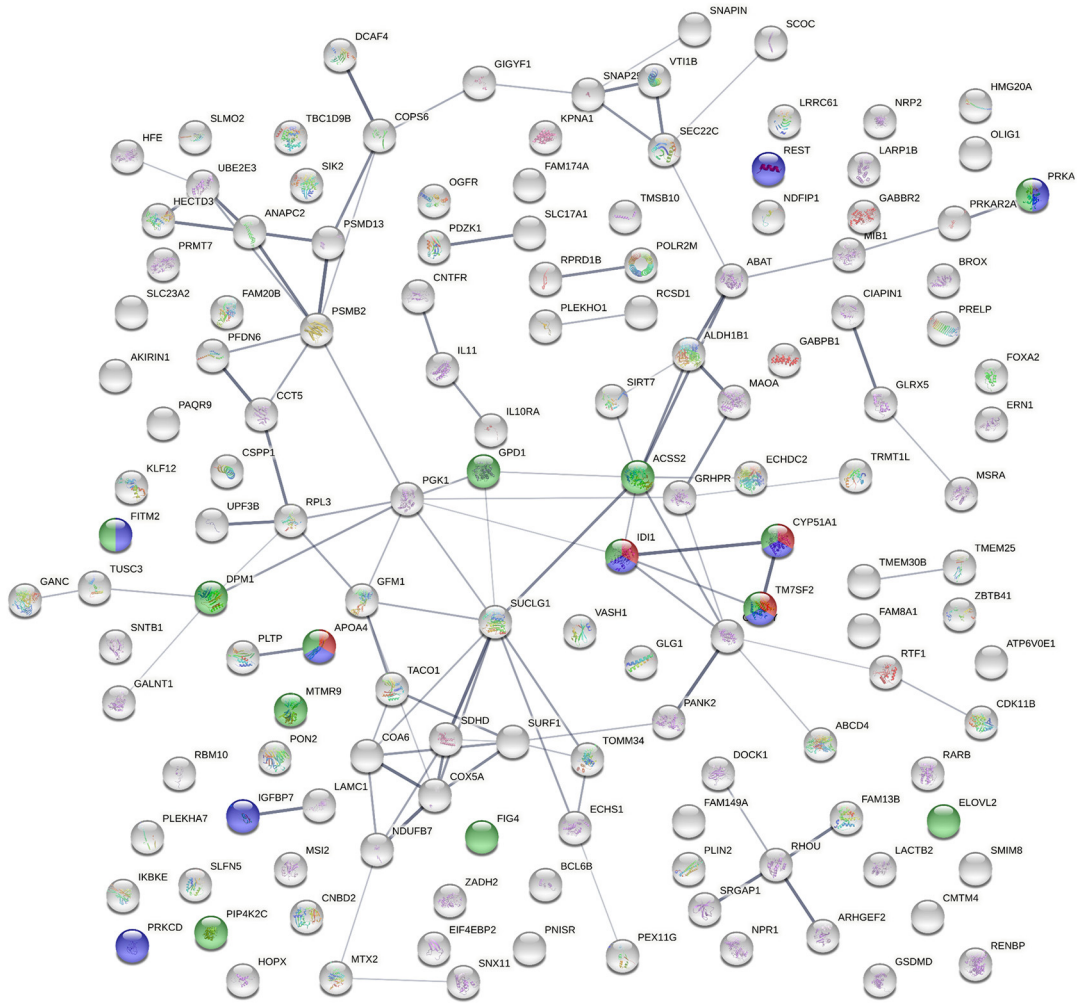 SNAPIN
SCOC
DCAF4
GIGYF1
VTI1B
HMG20A
SLMO2
TBC1D9B
COPS6
KPNA1
LRRC61
NRP2
HFE
SEC22C
OLIG1
UBE2E3
SIK2
FAM174A
REST
LARP1B
PRKA
OGFR
TMSB10
NDFIP1
GABBR2
PRKAR2A
HECTD3
ANAPC2
PSMD13
PDZK1
SLC17A1
MIB1
PRMT7
RPRD1B
POLR2M
ABAT
BROX
SLC23A2
FAM20B
CNTFR
PLEKHO1
RCSD1
CIAPIN1
PRELP
PSMB2
PFDN6
ALDH1B1
GABPB1
AKIRIN1
IL11
FOXA2
SIRT7
MAOA
GLRX5
PAQR9
CCT5
IL10RA
ERN1
KLF12
CSPP1
GPD1
ACSS2
ECHDC2
TRMT1L
PGK1
GRHPR
MSRA
FITM2
UPF3B
RPL3
IDI1
CYP51A1
TMEM25
TUSC3
TMEM30B
GANC
DPM1
GFM1
SUCLG1
TM7SF2
ZBTB41
VASH1
FAM8A1
SNTB1
PLTP
APOA4
GLG1
ATP6V0E1
RTF1
GALNT1
MTMR9
TACO1
PANK2
CDK11B
SDHD
SURF1
ABCD4
RBM10
PON2
COA6
TOMM34
DOCK1
RARB
COX5A
IGFBP7
LAMC1
FAM149A
FAM13B
ELOVL2
PLEKHA7
NDUFB7
FIG4
ECHS1
MSI2
PLIN2
RHOU
LACTB2
SMIM8
IKBKE
SLFN5
BCL6B
ZADH2
SRGAP1
CMTM4
PRKCD
PIP4K2C
CNBD2
EIF4EBP2
PNISR
NPR1
ARHGEF2
PEX11G
RENBP
HOPX
MTX2
SNX11
GSDMD